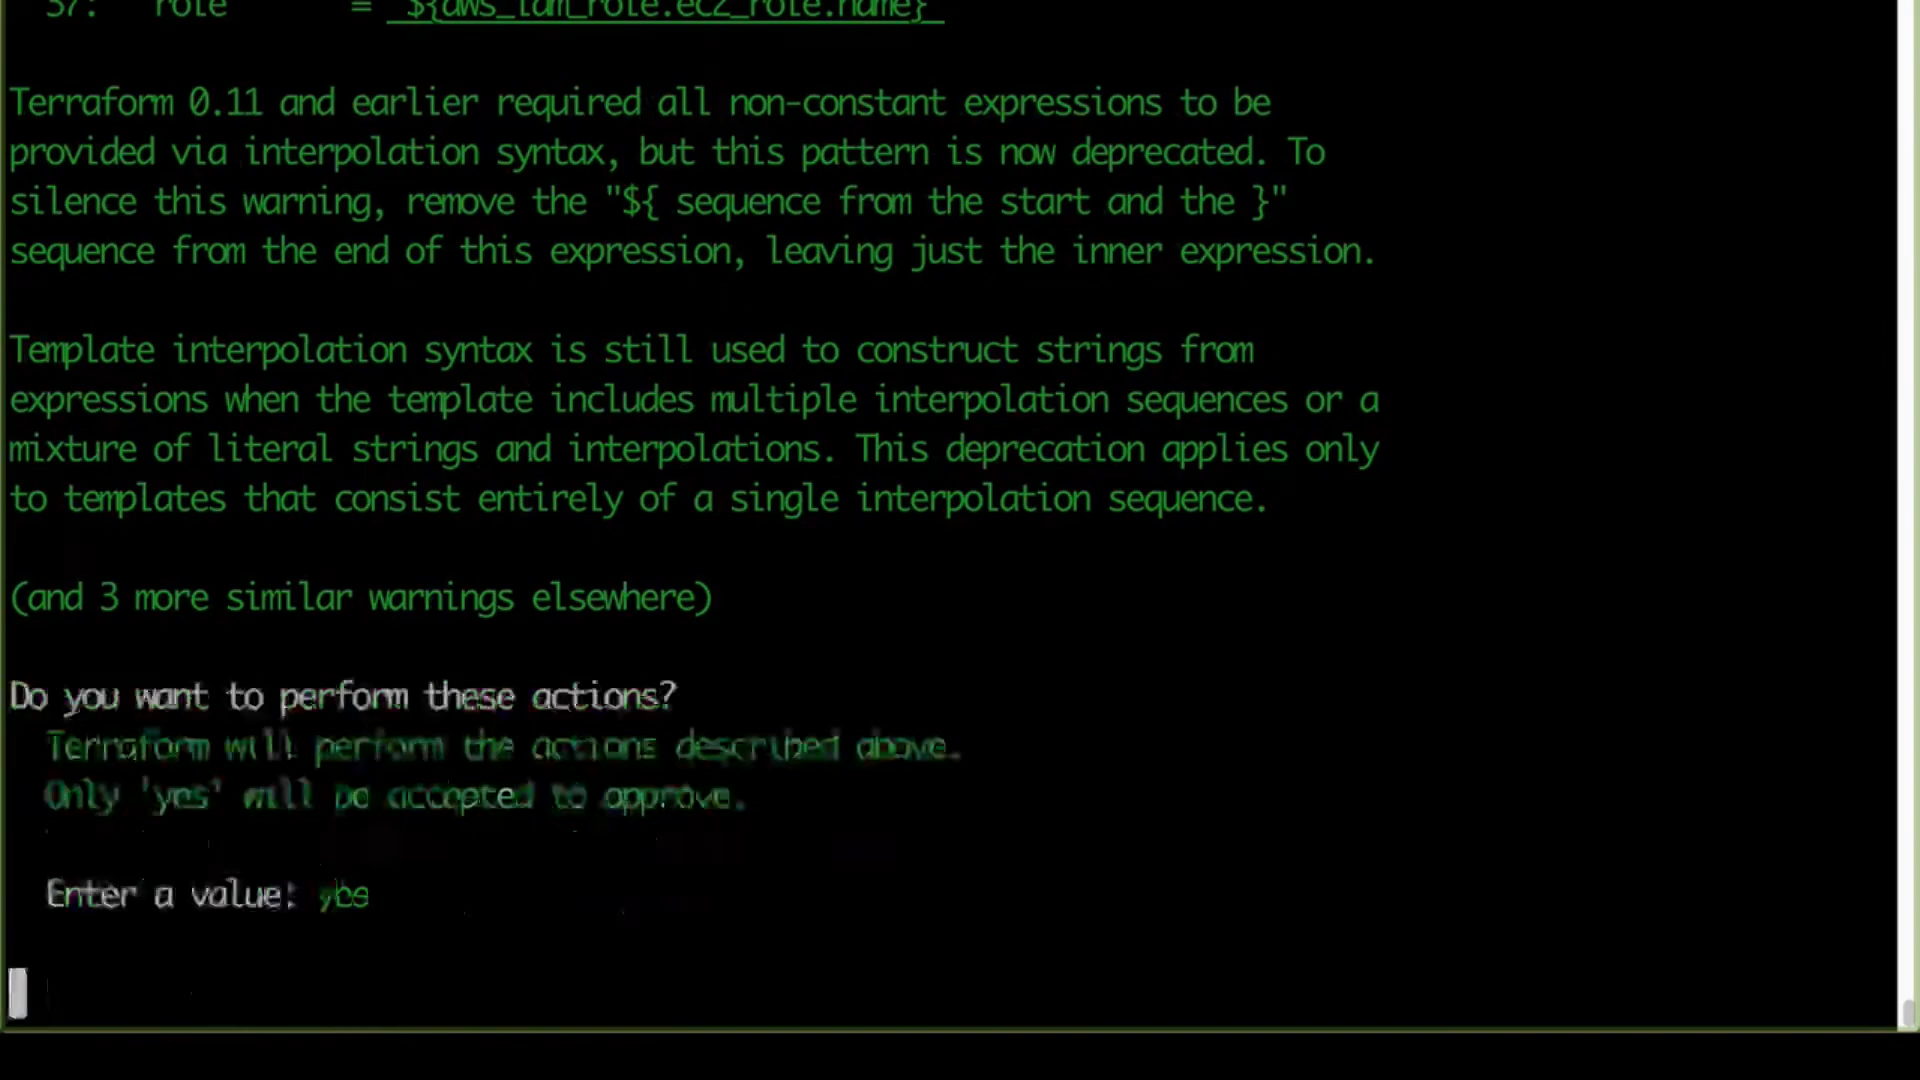 37:   role       = "${aws_iam_role.ec2_role.name}"
Terraform 0.11 and earlier required all non-constant expressions to be
provided via interpolation syntax, but this pattern is now deprecated. To
silence this warning, remove the "${ sequence from the start and the }"
sequence from the end of this expression, leaving just the inner expression.
Template interpolation syntax is still used to construct strings from
expressions when the template includes multiple interpolation sequences or a
mixture of literal strings and interpolations. This deprecation applies only
to templates that consist entirely of a single interpolation sequence.
(and 3 more similar warnings elsewhere)
Do you want to perform these actions?
Terraform will perform the actions described above.
Only 'yes' will be accepted to approve.
Enter a value: yes